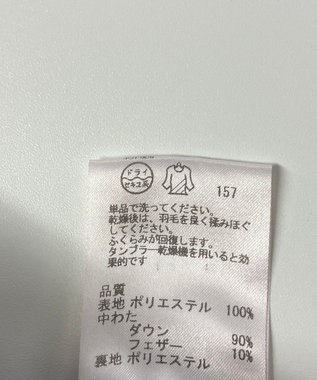 ドライ
セキユ系
157
単品で洗ってください。
乾燥後は、羽毛を良く揉みほぐ
してください。
ふくらみが回復します。
タンブラー乾燥機を用いると効
果的です
品質
表地 ポリエステル 100%
中わた
ダウン 90%
フェザー 10%
裏地 ポリエステル